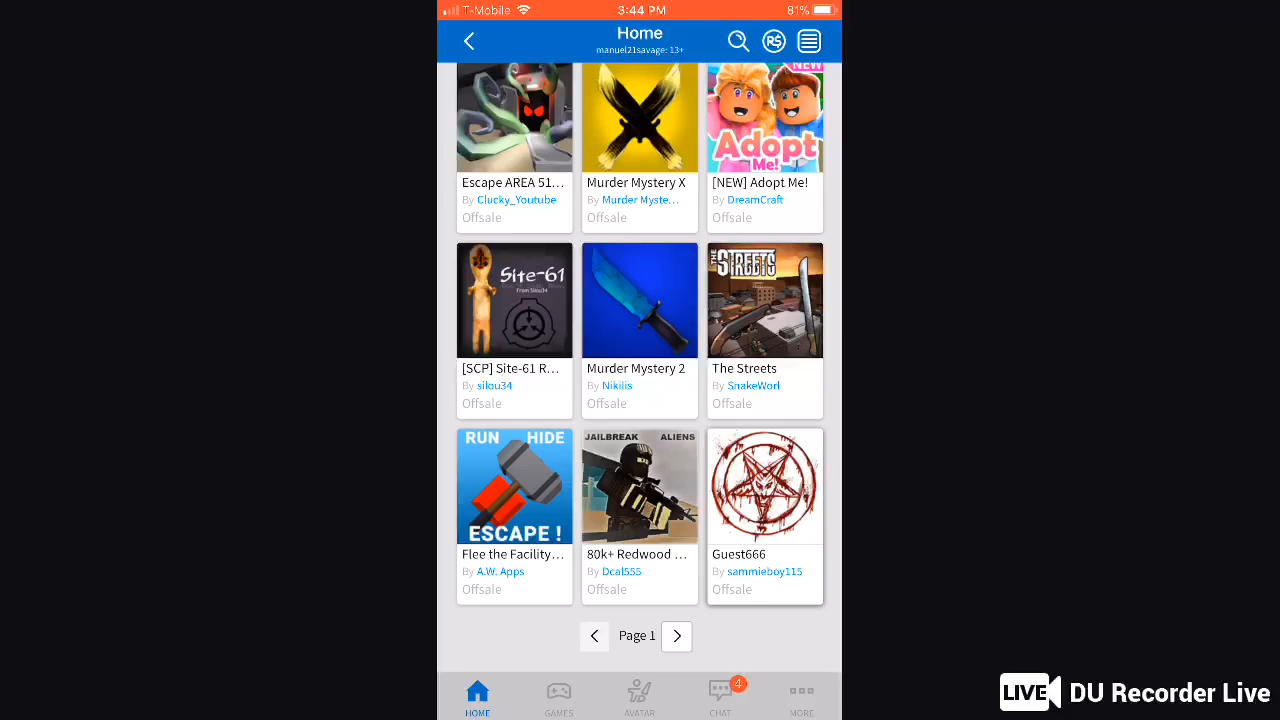 T-Mobile
3:44 PM
81%
Home
manuel21savage: 13+
R$
NEW
Adopt
Me!
Escape AREA 51...
By Clucky_Youtube
Offsale
Murder Mystery X
By Murder Myste...
Offsale
[NEW] Adopt Me!
By DreamCraft
Offsale
Site-61
From Silou34
THE
STREETS
[SCP] Site-61 R...
By silou34
Offsale
Murder Mystery 2
By Nikilis
Offsale
The Streets
By SnakeWorl
Offsale
RUN HIDE
ESCAPE !
JAILBREAK ALIENS
Flee the Facility...
By A.W. Apps
Offsale
80k+ Redwood ...
By Dcal555
Offsale
Guest666
By sammieboy115
Offsale
Page 1
HOME
GAMES
AVATAR
CHAT
4
MORE
LIVE DU Recorder Live